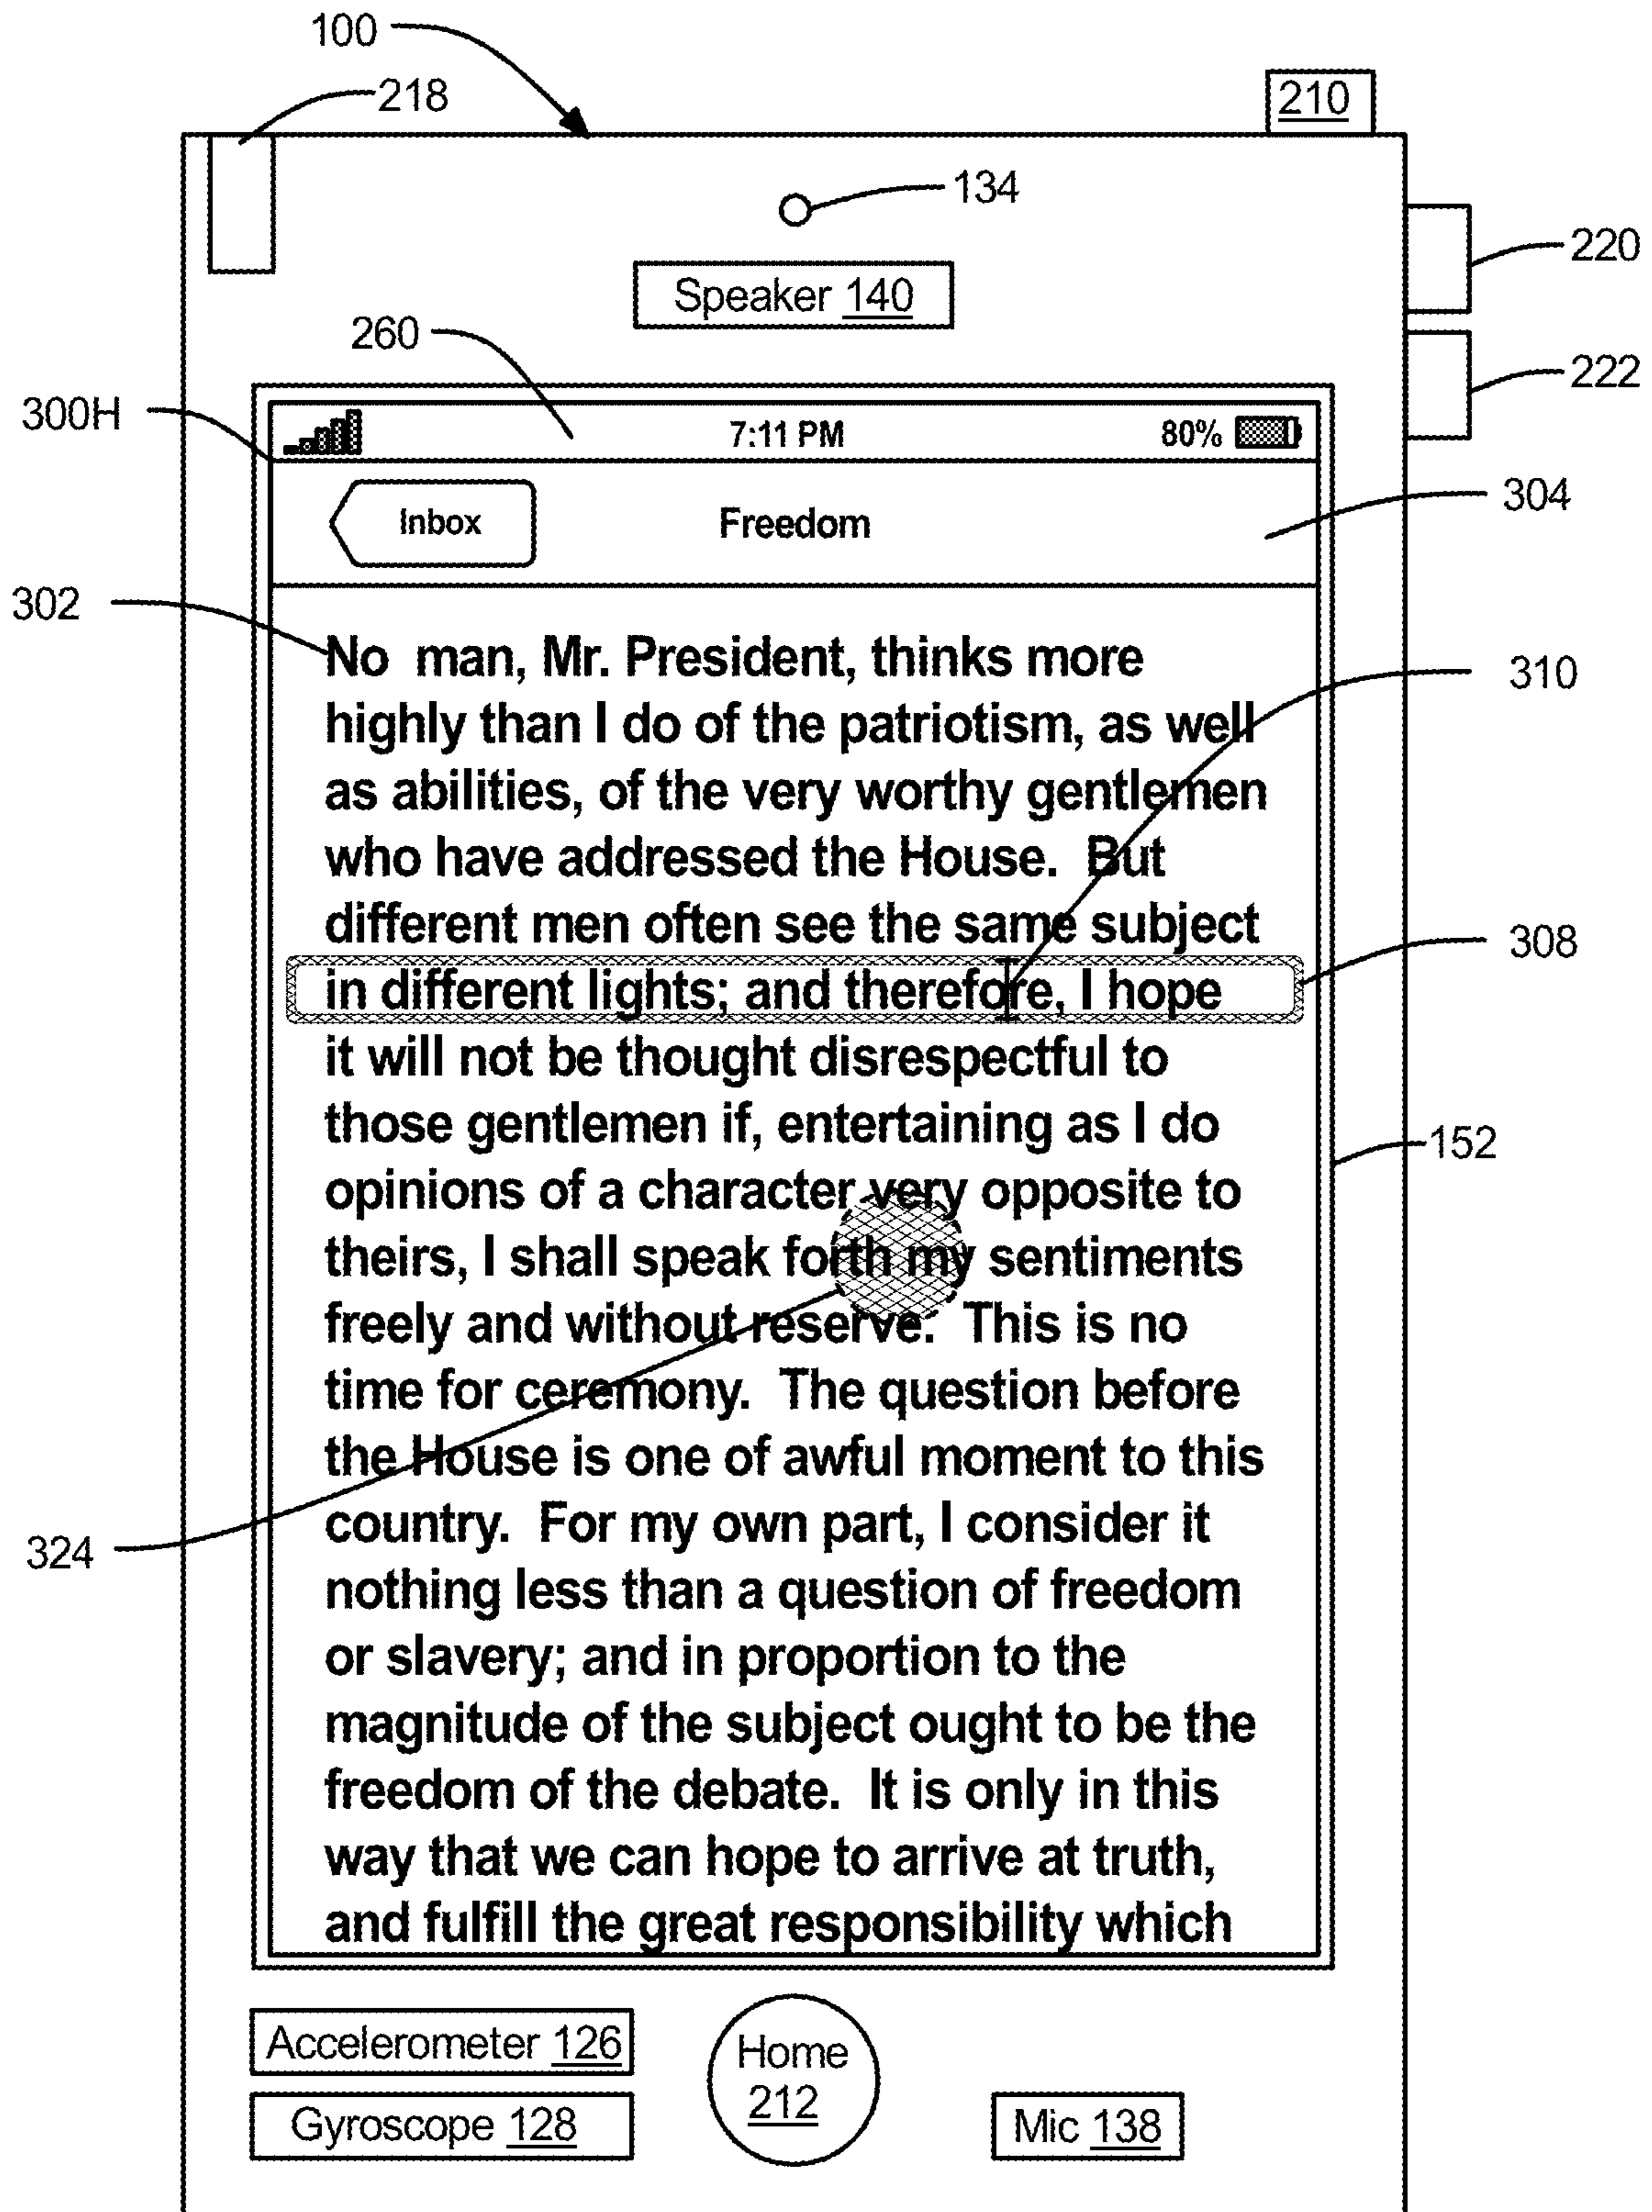 100
218
210
134
220
Speaker 140
260
222
300H
7:11 PM
80%
304
Inbox
Freedom
302
No  man, Mr. President, thinks more
310
highly than I do of the patriotism, as well
as abilities, of the very worthy gentlemen
who have addressed the House.  But
different men often see the same subject
308
in different lights; and therefore, I hope
it will not be thought disrespectful to
those gentlemen if, entertaining as I do
152
opinions of a character very opposite to
theirs, I shall speak forth my sentiments
freely and without reserve.  This is no
time for ceremony.  The question before
the House is one of awful moment to this
country.  For my own part, I consider it
324
nothing less than a question of freedom
or slavery; and in proportion to the
magnitude of the subject ought to be the
freedom of the debate.  It is only in this
way that we can hope to arrive at truth,
and fulfill the great responsibility which
Accelerometer 126
Home
212
Gyroscope 128
Mic 138